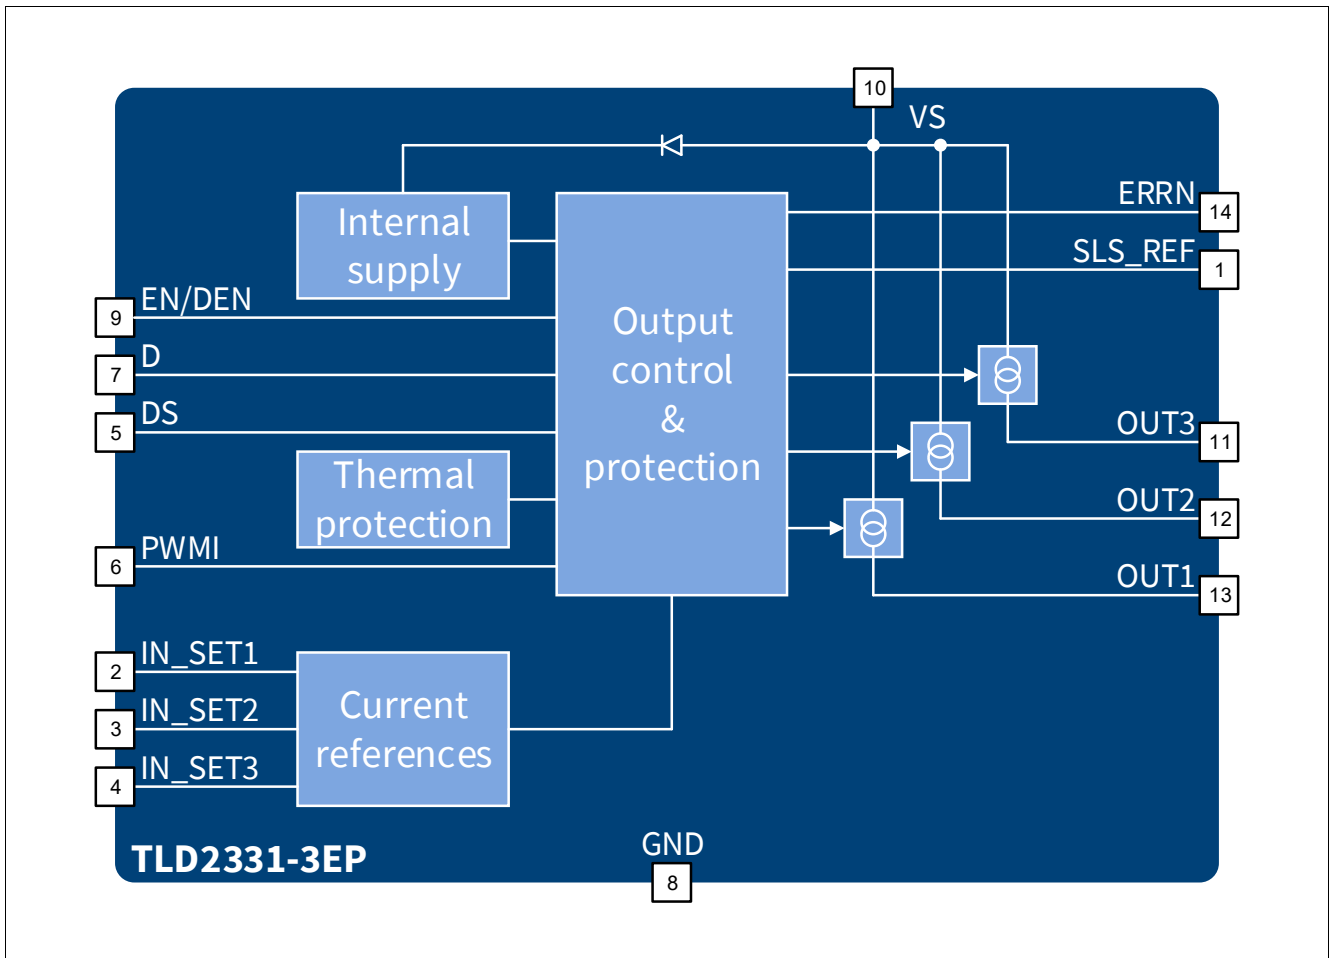 10
VS
ERRN
14
Internal
supply
SLS_REF
1
EN/DEN
9
Output
control
&
protection
D
7
DS
5
OUT3
11
Thermal
protection
OUT2
12
PWMI
6
OUT1
13
IN_SET1
2
IN_SET2
3
IN_SET3
4
Current
references
TLD2331-3EP
GND
8